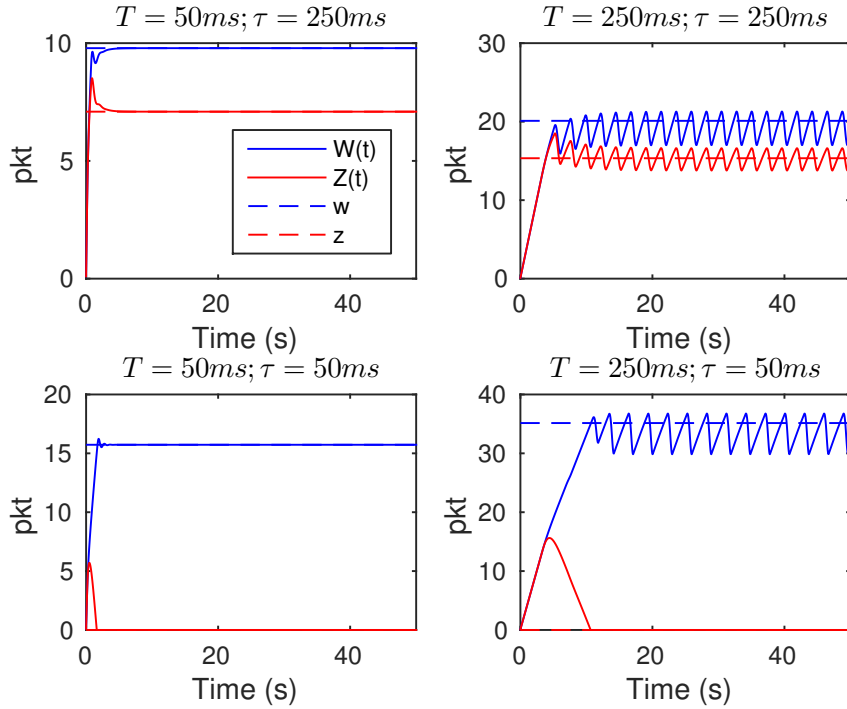 T = 50ms; τ = 250ms
pkt
10
5
0
W(t)
Z(t)
w
z
0 20 40
Time (s)
T = 250ms; τ = 250ms
pkt
30
20
10
0
0 20 40
Time (s)
T = 50ms; τ = 50ms
pkt
20
15
10
5
0
0 20 40
Time (s)
T = 250ms; τ = 50ms
pkt
40
30
20
10
0
0 20 40
Time (s)